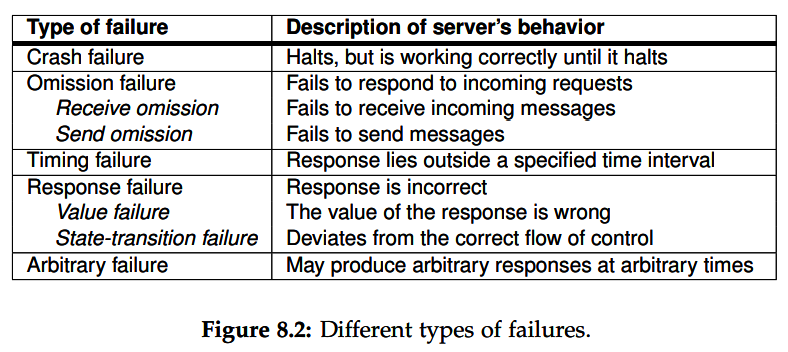 Type of failure Description of server's behavior
Crash failure Halts, but is working correctly until it halts
Omission failure Fails to respond to incoming requests
Receive omission Fails to receive incoming messages
Send omission Fails to send messages
Timing failure Response lies outside a specified time interval
Response failure Response is incorrect
Value failure The value of the response is wrong
State-transition failure Deviates from the correct flow of control
Arbitrary failure May produce arbitrary responses at arbitrary times
Figure 8.2: Different types of failures.